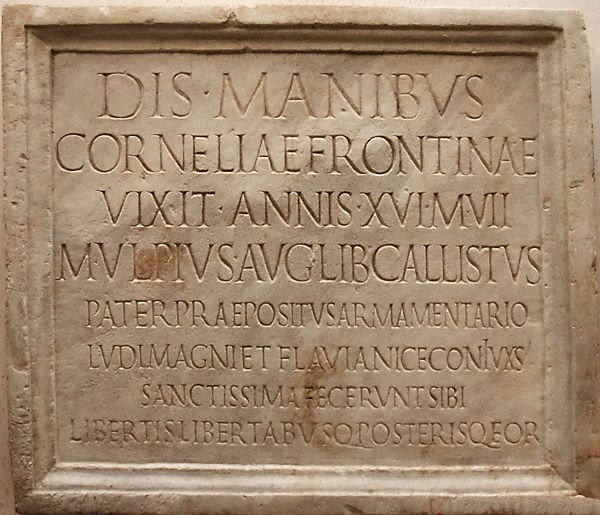 DIS · MANIBVS
CORNELIAE FRONTINAE
VIXIT · ANNIS · XVI · M · VII
M · VLPIVS · AVG LIB CALLISTVS
PATER PRAEPOSITVS ARMAMENTARIO
LVDI MAGNI ET FLAVIA NICE CONIVXS
SANCTISSIMA FECERVNT SIBI
LIBERTIS LIBERTABVSQ POSTERISQ EOR